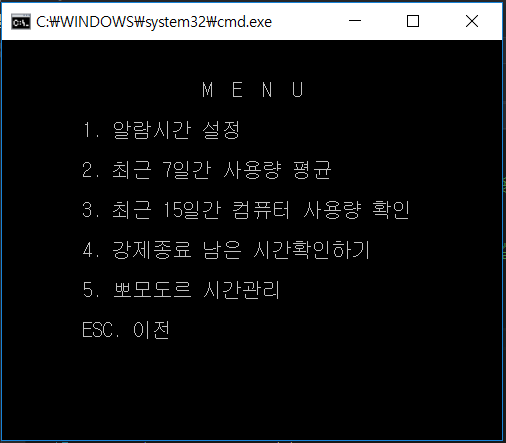 C:₩WINDOWS₩system32₩cmd.exe
M E N U
1. 알람시간 설정
2. 최근 7일간 사용량 평균
3. 최근 15일간 컴퓨터 사용량 확인
4. 강제종료 남은 시간확인하기
5. 뽀모도르 시간관리
ESC. 이전